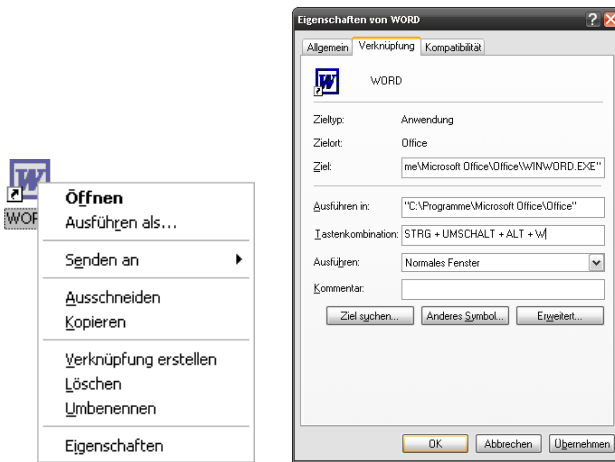 WOR
Öffnen
Ausführen als...
Senden an
Ausschneiden
Kopieren
Verknüpfung erstellen
Löschen
Umbenennen
Eigenschaften
Eigenschaften von WORD
Allgemein Verknüpfung Kompatibilität
WORD
Zieltyp: Anwendung
Zielort: Office
Ziel: me\Microsoft Office\Office\WINWORD.EXE"
Ausführen in: "C:\Programme\Microsoft Office\Office"
Tastenkombination: STRG + UMSCHALT + ALT + W
Ausführen: Normales Fenster
Kommentar:
Ziel suchen... Anderes Symbol... Erweitert...
OK Abbrechen Übernehmen